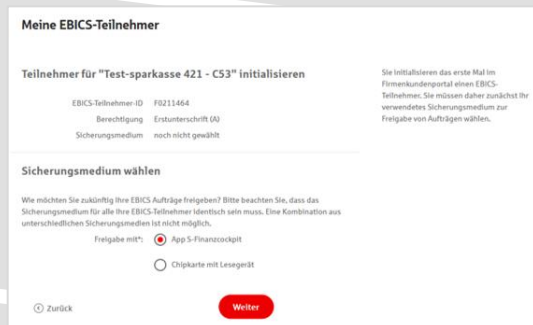 Meine EBICS-Teilnehmer
Teilnehmer für "Test-sparkasse 421 - C53" initialisieren
EBICS-Teilnehmer-ID F0211464
Berechtigung Erstunterschrift (A)
Sicherungsmedium noch nicht gewählt
Sie initialisieren das erste Mal im
Firmenkundenportal einen EBICS-
Teilnehmer. Sie müssen daher zunächst Ihr
verwendetes Sicherungsmedium zur
Freigabe von Aufträgen wählen.
Sicherungsmedium wählen
Wie möchten Sie zukünftig Ihre EBICS Aufträge freigeben? Bitte beachten Sie, dass das
Sicherungsmedium für alle Ihre EBICS-Teilnehmer identisch sein muss. Eine Kombination aus
unterschiedlichen Sicherungsmedien ist nicht möglich.
Freigabe mit*: App S-Finanzcockpit
Chipkarte mit Lesegerät
Zurück
Weiter